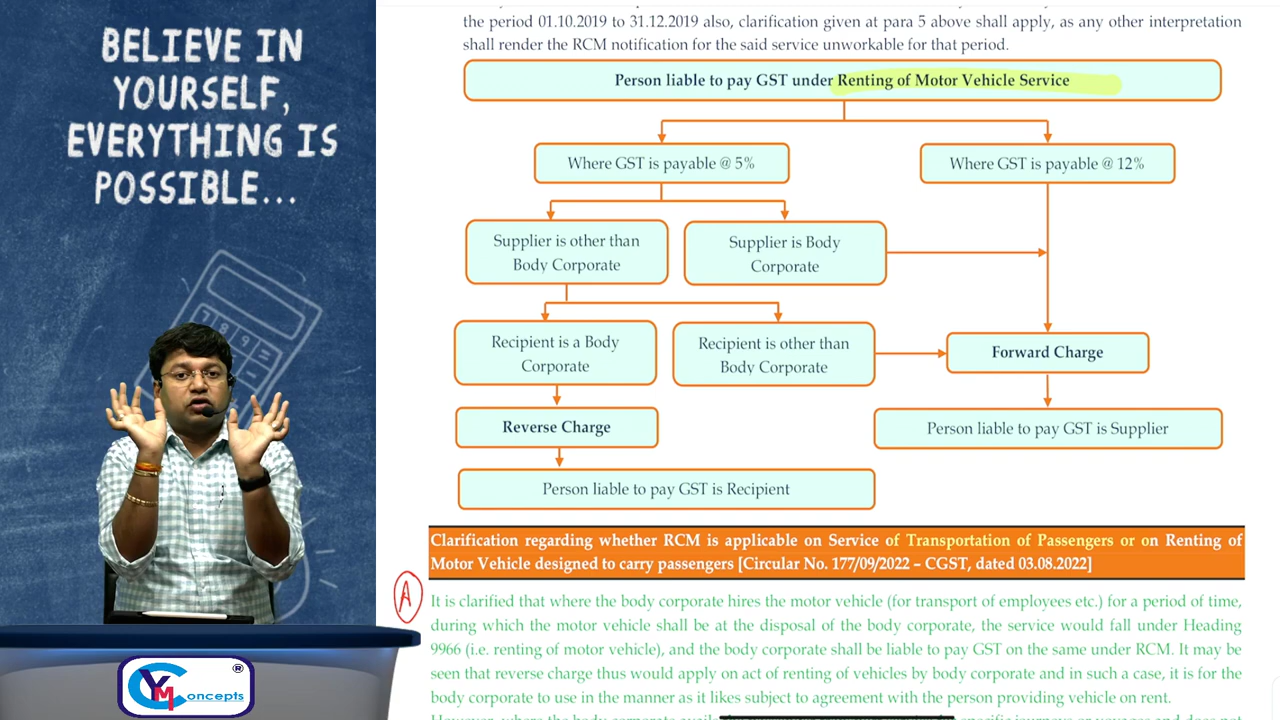 BELIEVE IN
YOURSELF,
EVERYTHING IS
POSSIBLE...
the period 01.10.2019 to 31.12.2019 also, clarification given at para 5 above shall apply, as any other interpretation
shall render the RCM notification for the said service unworkable for that period.
Person liable to pay GST under Renting of Motor Vehicle Service
Where GST is payable @ 5%
Where GST is payable @ 12%
Supplier is other than
Body Corporate
Supplier is Body
Corporate
Recipient is a Body
Corporate
Recipient is other than
Body Corporate
Forward Charge
Reverse Charge
Person liable to pay GST is Supplier
Person liable to pay GST is Recipient
Clarification regarding whether RCM is applicable on Service of Transportation of Passengers or on Renting of
Motor Vehicle designed to carry passengers [Circular No. 177/09/2022 – CGST, dated 03.08.2022]
A
It is clarified that where the body corporate hires the motor vehicle (for transport of employees etc.) for a period of time,
during which the motor vehicle shall be at the disposal of the body corporate, the service would fall under Heading
9966 (i.e. renting of motor vehicle), and the body corporate shall be liable to pay GST on the same under RCM. It may be
seen that reverse charge thus would apply on act of renting of vehicles by body corporate and in such a case, it is for the
body corporate to use in the manner as it likes subject to agreement with the person providing vehicle on rent.
However, where the body corporate
7 8 9
YM Concepts ®